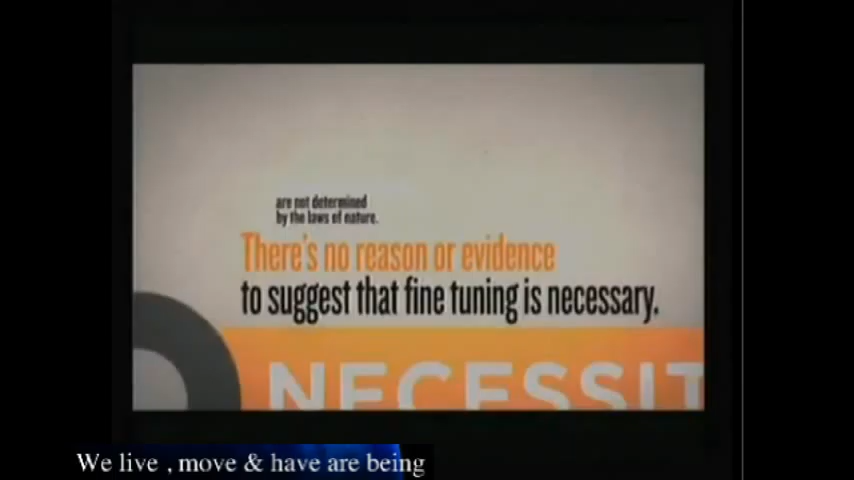 are not determined
by the laws of nature.
There's no reason or evidence
to suggest that fine tuning is necessary.
NECESSIT
We live , move & have are being